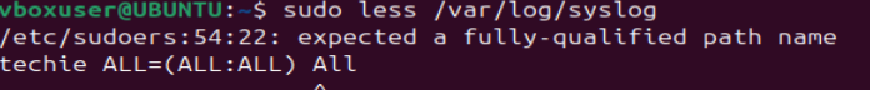 vboxuser@UBUNTU:~$ sudo less /var/log/syslog
/etc/sudoers:54:22: expected a fully-qualified path name
techie ALL=(ALL:ALL) All
^